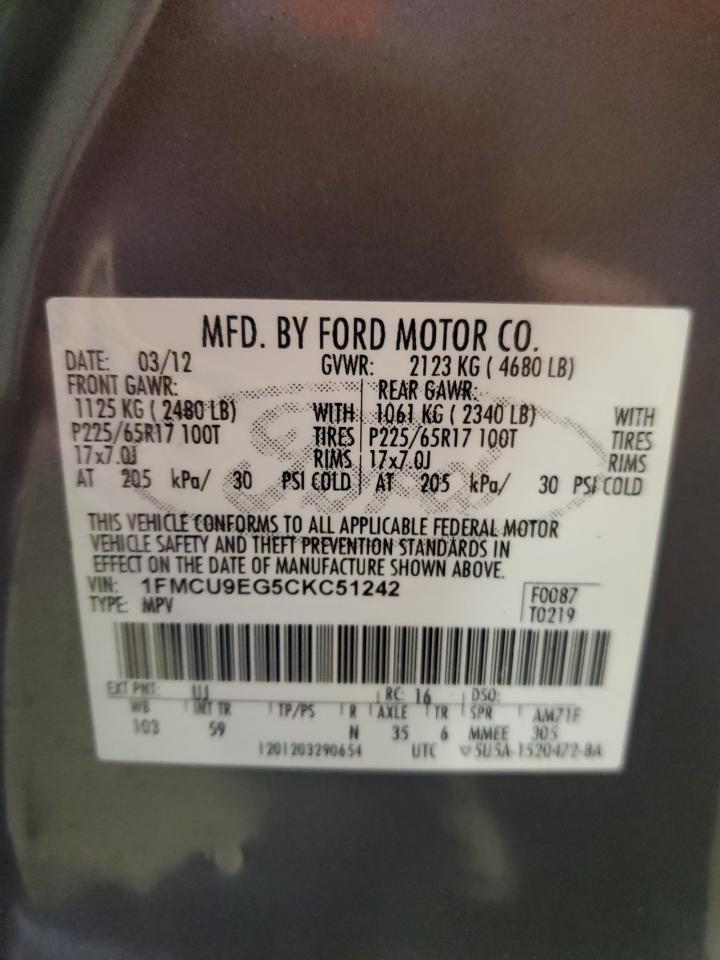 MFD. BY FORD MOTOR CO.
DATE: 03/12 GVWR: 2123 KG ( 4680 LB)
FRONT GAWR: REAR GAWR:
1125 KG ( 2480 LB) WITH 1061 KG ( 2340 LB) WITH
P225/65R17 100T TIRES P225/65R17 100T TIRES
17x7.0J RIMS 17x7.0J RIMS
AT 205 kPa/ 30 PSI COLD AT 205 kPa/ 30 PSI COLD
THIS VEHICLE CONFORMS TO ALL APPLICABLE FEDERAL MOTOR
VEHICLE SAFETY AND THEFT PREVENTION STANDARDS IN
EFFECT ON THE DATE OF MANUFACTURE SHOWN ABOVE.
VIN: 1FMCU9EG5CKC51242 F0087
TYPE: MPV T0219
EXT PNT: UJ RC: 16 DSO:
WB INT TR TP/PS R AXLE TR SPR AM71F
103 59 N 35 6 MMEE 305
1201203290654 UTC 5U5A-1520472-BA
Ford